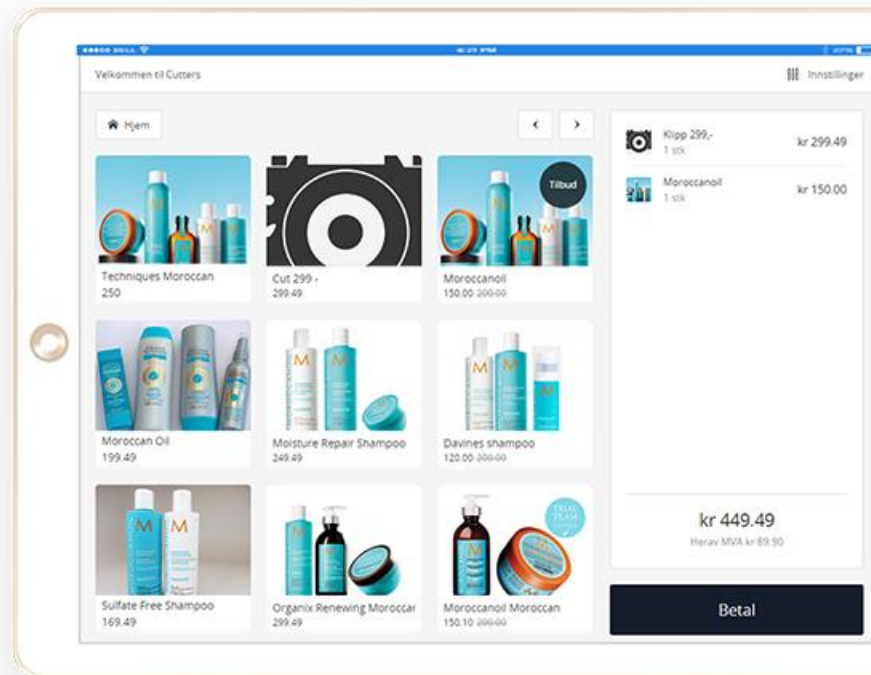 Velkommen til Cutters
Innstillinger
Hjem
Techniques Moroccan
250
Cut 299 -
299.49
Tilbud
Moroccanoil
150.00 200.00
Moroccan Oil
199.49
Moisture Repair Shampoo
249.49
Davines shampoo
120.00 200.00
Sulfate Free Shampoo
169.49
Organix Renewing Moroccan
299.49
TRIAL
TEAM
Moroccanoil Moroccan
150.10 200.00
Klipp 299,-
1 stk
kr 299.49
Moroccanoil
1 stk
kr 150.00
kr 449.49
Herav MVA kr 89.90
Betal